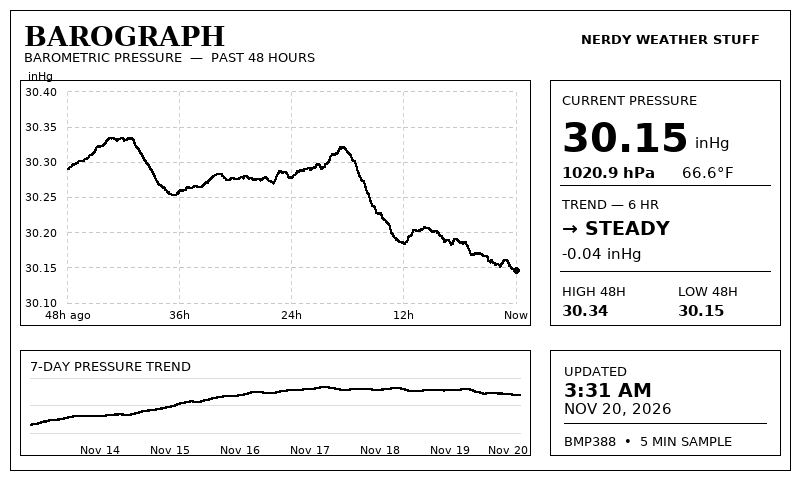 BAROGRAPH
BAROMETRIC PRESSURE — PAST 48 HOURS
NERDY WEATHER STUFF
inHg
30.40
30.35
30.30
30.25
30.20
30.15
30.10
48h ago 36h 24h 12h Now
CURRENT PRESSURE
30.15 inHg
1020.9 hPa 66.6°F
TREND — 6 HR
→ STEADY
-0.04 inHg
HIGH 48H LOW 48H
30.34 30.15
7-DAY PRESSURE TREND
Nov 14 Nov 15 Nov 16 Nov 17 Nov 18 Nov 19 Nov 20
UPDATED
3:31 AM
NOV 20, 2026
BMP388 • 5 MIN SAMPLE